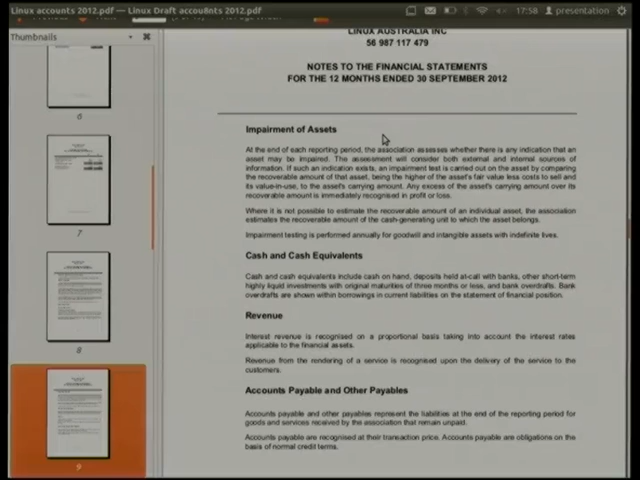 Linux accounts 2012.pdf — Linux Draft accou8nts 2012.pdf
17:58 presentation
Thumbnails
6
7
8
9
LINUX AUSTRALIA INC
56 987 117 479
NOTES TO THE FINANCIAL STATEMENTS
FOR THE 12 MONTHS ENDED 30 SEPTEMBER 2012
Impairment of Assets
At the end of each reporting period, the association assesses whether there is any indication that an
asset may be impaired. The assessment will consider both external and internal sources of
information. If such an indication exists, an impairment test is carried out on the asset by comparing
the recoverable amount of that asset, being the higher of the asset's fair value less costs to sell and
its value-in-use, to the asset's carrying amount. Any excess of the asset's carrying amount over its
recoverable amount is immediately recognised in profit or loss.
Where it is not possible to estimate the recoverable amount of an individual asset, the association
estimates the recoverable amount of the cash-generating unit to which the asset belongs.
Impairment testing is performed annually for goodwill and intangible assets with indefinite lives.
Cash and Cash Equivalents
Cash and cash equivalents include cash on hand, deposits held at-call with banks, other short-term
highly liquid investments with original maturities of three months or less, and bank overdrafts. Bank
overdrafts are shown within borrowings in current liabilities on the statement of financial position.
Revenue
Interest revenue is recognised on a proportional basis taking into account the interest rates
applicable to the financial assets.
Revenue from the rendering of a service is recognised upon the delivery of the service to the
customers.
Accounts Payable and Other Payables
Accounts payable and other payables represent the liabilities at the end of the reporting period for
goods and services received by the association that remain unpaid.
Accounts payable are recognised at their transaction price. Accounts payable are obligations on the
basis of normal credit terms.